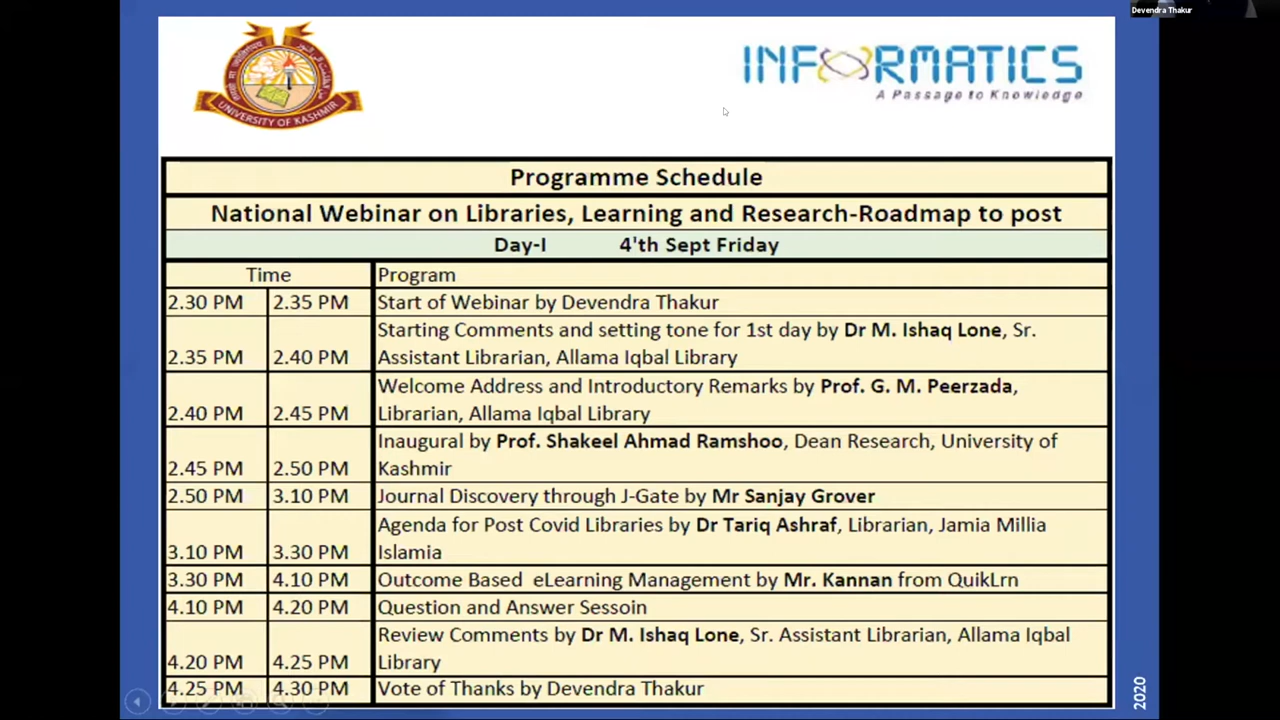 Devendra Thakur
UNIVERSITY OF KASHMIR
INFORMATICS
A Passage to Knowledge
Programme Schedule
National Webinar on Libraries, Learning and Research-Roadmap to post
Day-I 4'th Sept Friday
Time Program
2.30 PM 2.35 PM Start of Webinar by Devendra Thakur
Starting Comments and setting tone for 1st day by Dr M. Ishaq Lone, Sr.
2.35 PM 2.40 PM Assistant Librarian, Allama Iqbal Library
Welcome Address and Introductory Remarks by Prof. G. M. Peerzada,
2.40 PM 2.45 PM Librarian, Allama Iqbal Library
Inaugural by Prof. Shakeel Ahmad Ramshoo, Dean Research, University of
2.45 PM 2.50 PM Kashmir
2.50 PM 3.10 PM Journal Discovery through J-Gate by Mr Sanjay Grover
Agenda for Post Covid Libraries by Dr Tariq Ashraf, Librarian, Jamia Millia
3.10 PM 3.30 PM Islamia
3.30 PM 4.10 PM Outcome Based eLearning Management by Mr. Kannan from QuikLrn
4.10 PM 4.20 PM Question and Answer Sessoin
Review Comments by Dr M. Ishaq Lone, Sr. Assistant Librarian, Allama Iqbal
4.20 PM 4.25 PM Library
4.25 PM 4.30 PM Vote of Thanks by Devendra Thakur
2020